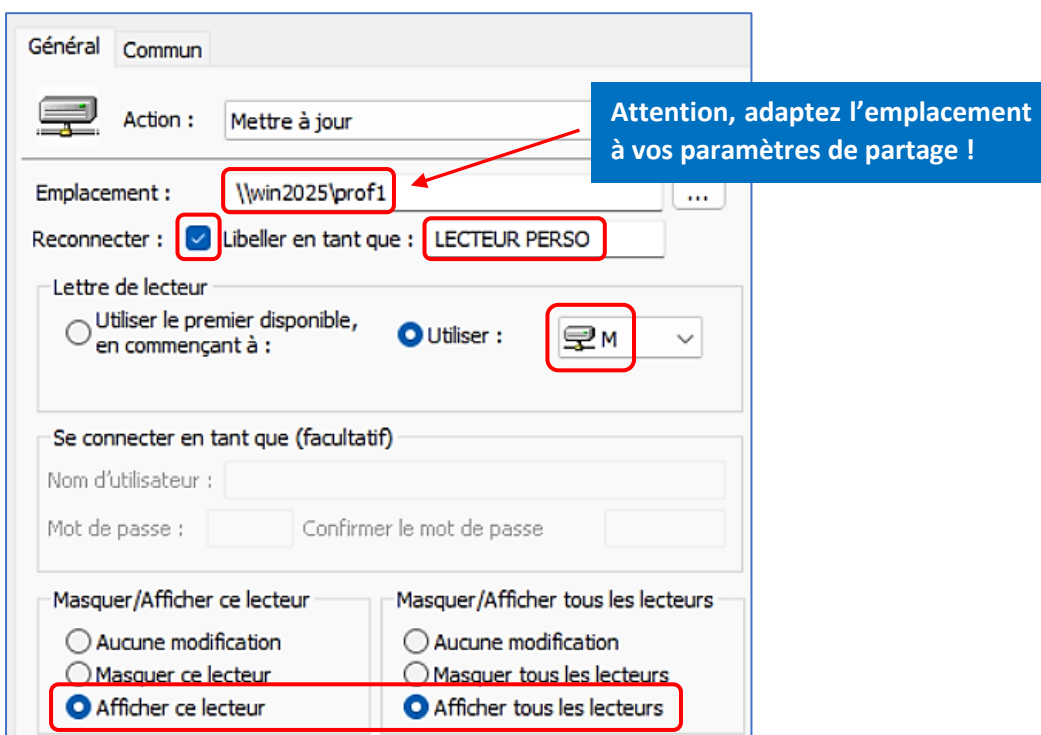 Général Commun
Action : Mettre à jour
Attention, adaptez l’emplacement
à vos paramètres de partage !
Emplacement : \\win2025\prof1 ...
Reconnecter : Libeller en tant que : LECTEUR PERSO
Lettre de lecteur
Utiliser le premier disponible,
en commençant à :
Utiliser : M
Se connecter en tant que (facultatif)
Nom d’utilisateur :
Mot de passe : Confirmer le mot de passe
Masquer/Afficher ce lecteur Masquer/Afficher tous les lecteurs
Aucune modification Aucune modification
Masquer ce lecteur Masquer tous les lecteurs
Afficher ce lecteur Afficher tous les lecteurs